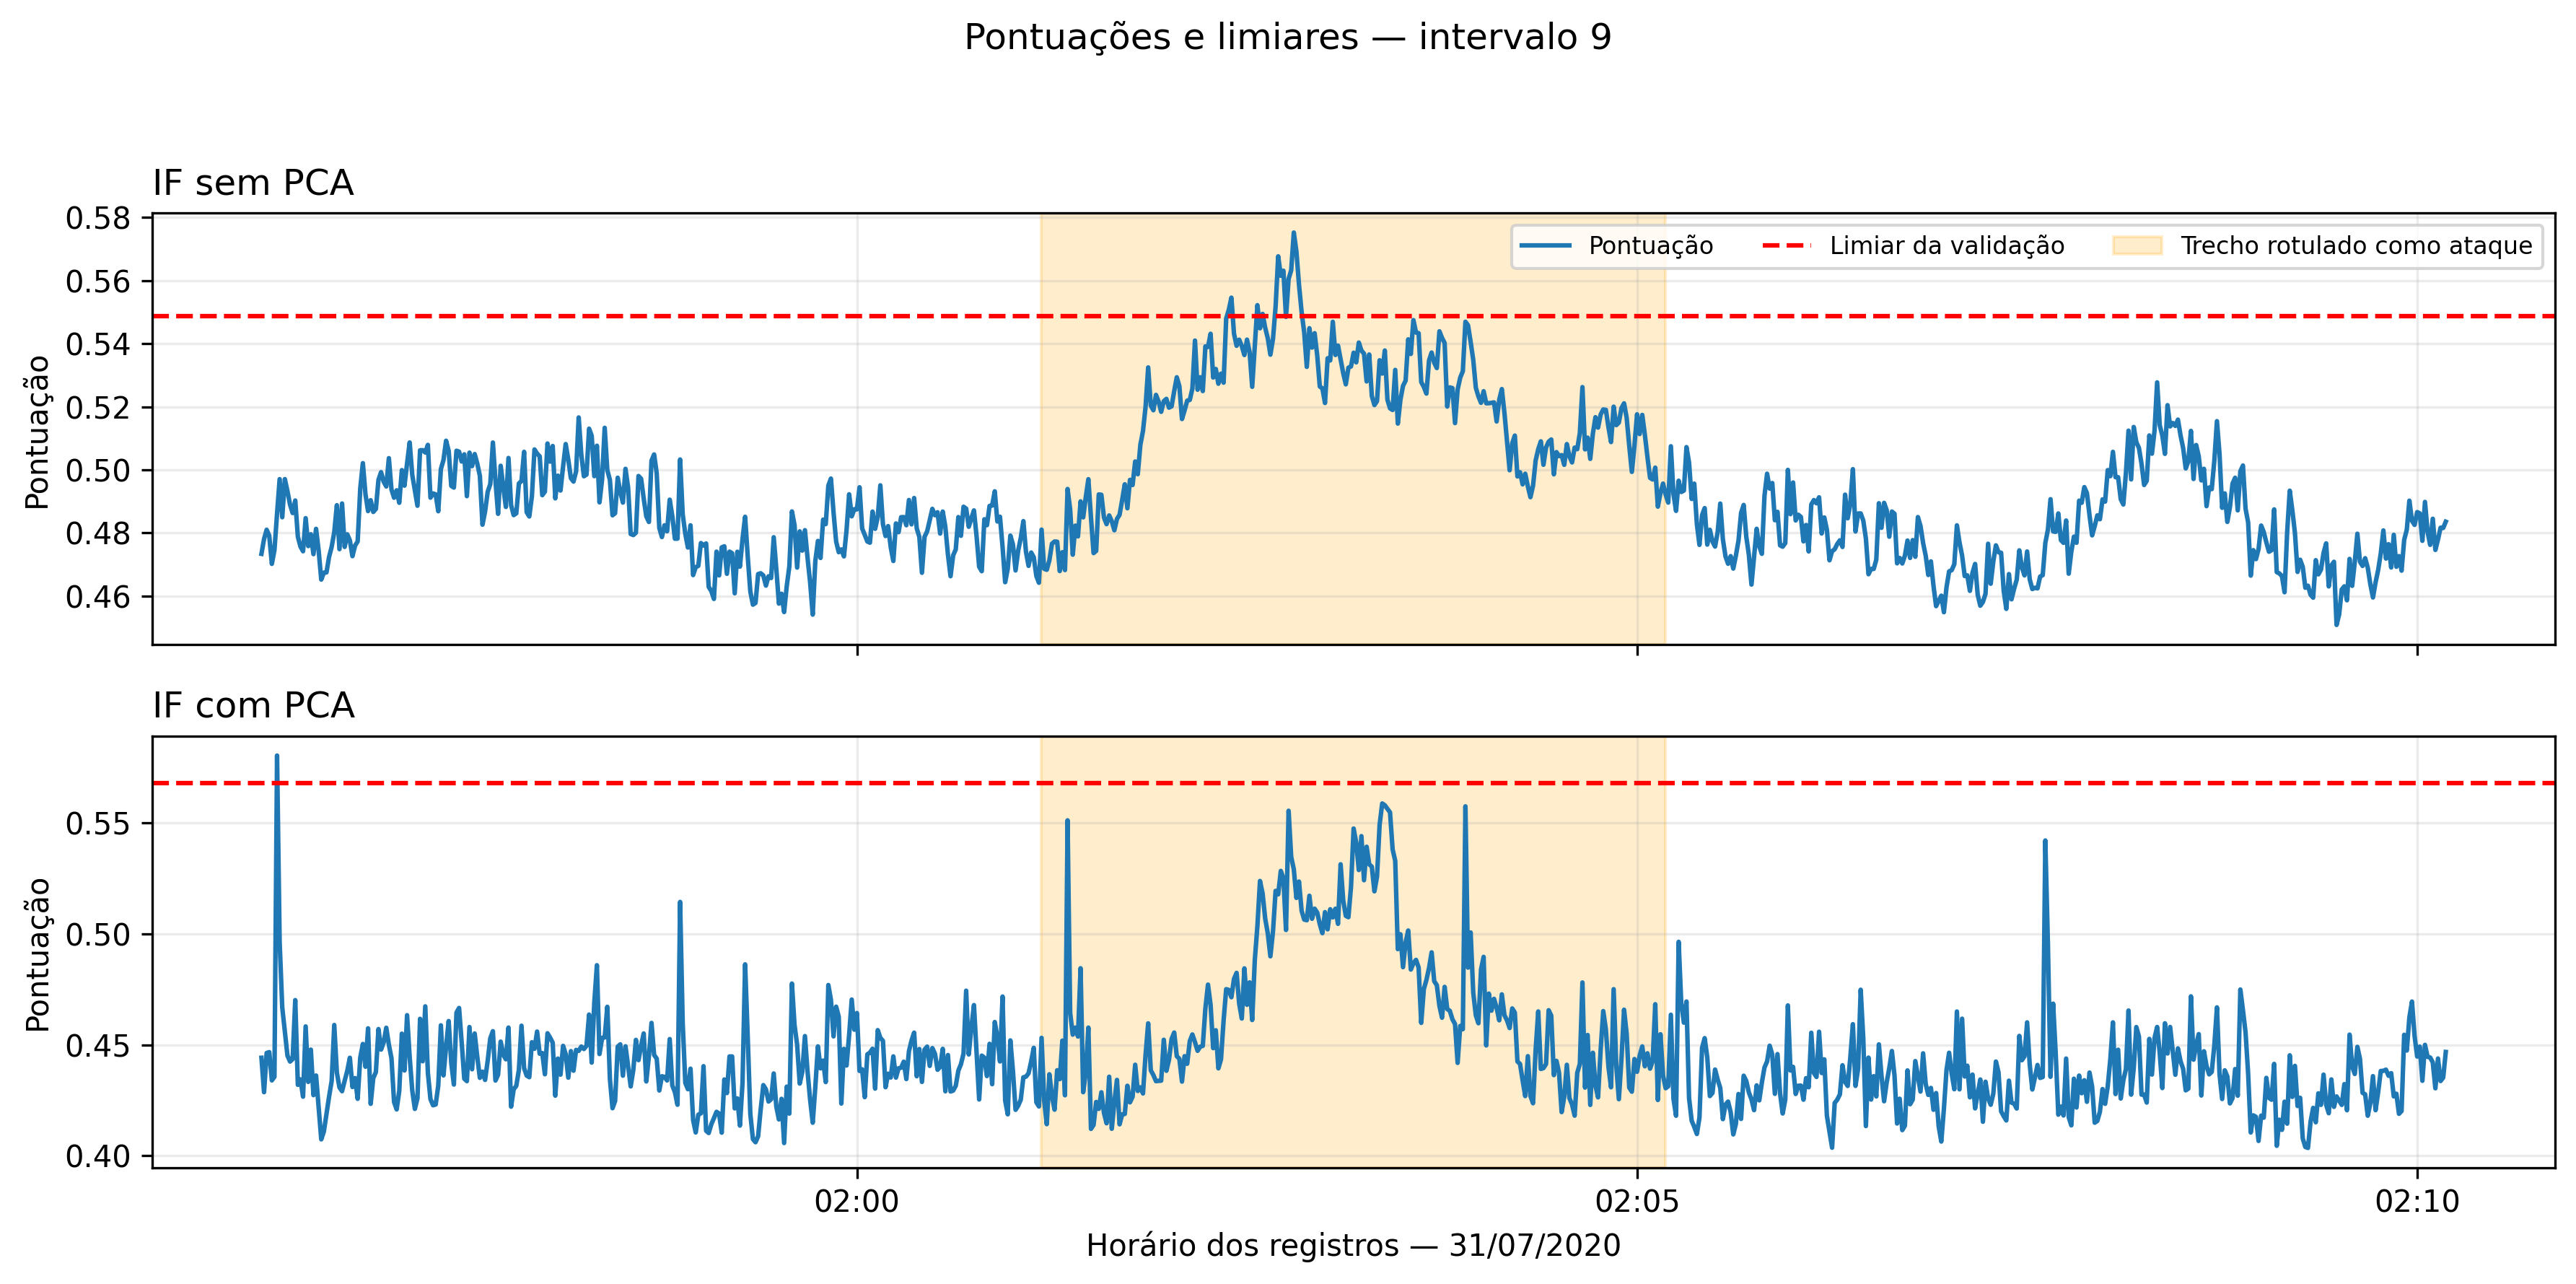 Pontuações e limiares — intervalo 9
IF sem PCA
0.58
0.56
0.54
0.52
0.50
0.48
0.46
Pontuação
Pontuação Limiar da validação Trecho rotulado como ataque
IF com PCA
0.55
0.50
0.45
0.40
Pontuação
02:00 02:05 02:10
Horário dos registros — 31/07/2020